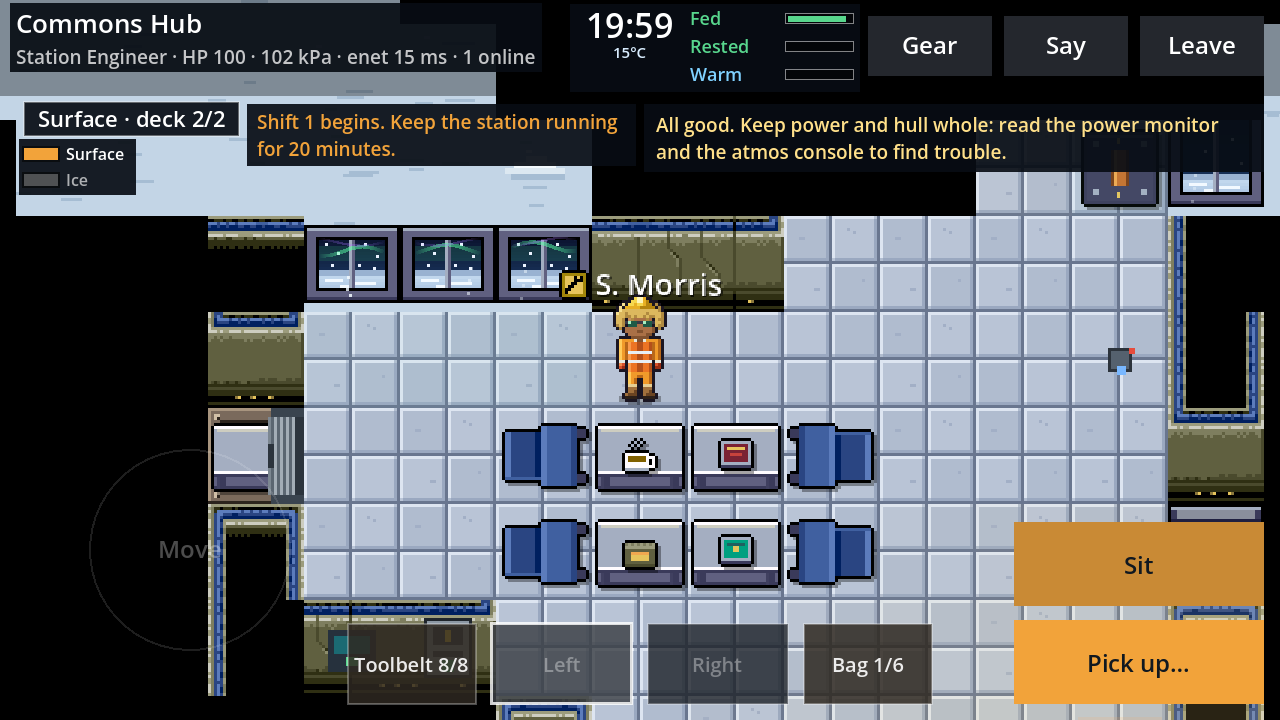 Commons Hub
Station Engineer · HP 100 · 102 kPa · enet 15 ms · 1 online
19:59
15°C
Fed
Rested
Warm
Gear
Say
Leave
Surface · deck 2/2
Surface
Ice
Shift 1 begins. Keep the station running
for 20 minutes.
All good. Keep power and hull whole: read the power monitor
and the atmos console to find trouble.
S. Morris
Move
Sit
Pick up...
Toolbelt 8/8
Left
Right
Bag 1/6